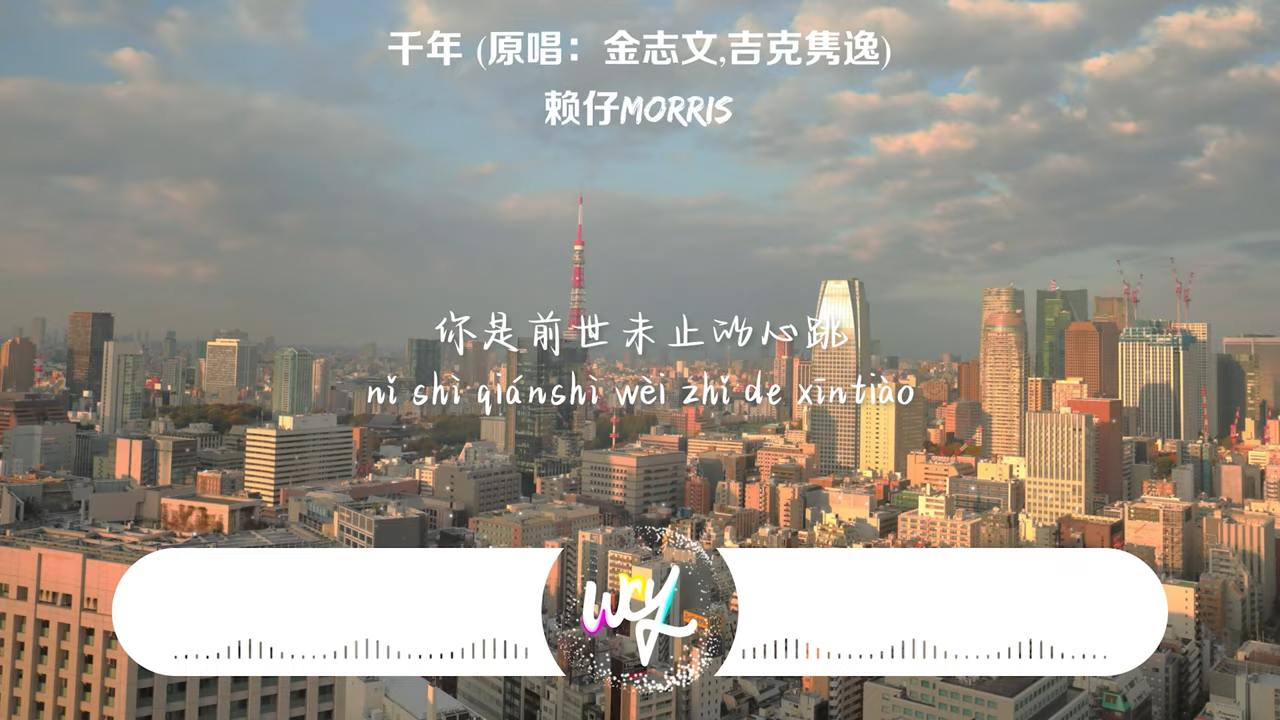 千年 (原唱：金志文,吉克隽逸)
赖仔MORRIS
你是前世未止的心跳
nǐ shì qiánshì wèi zhǐ de xīntiào
wry